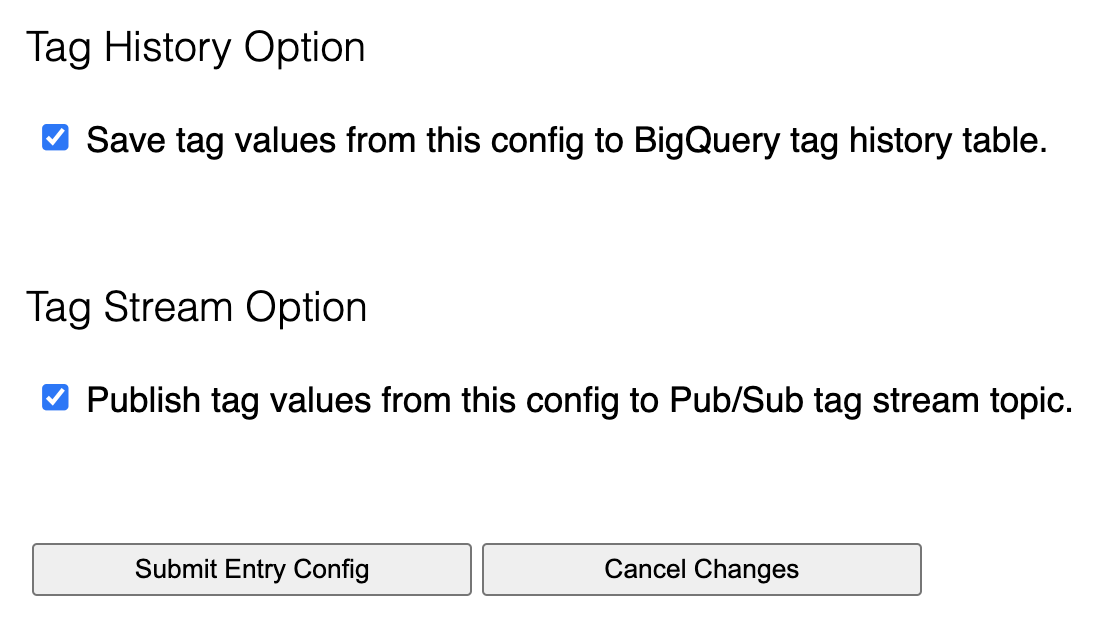 Tag History Option
Save tag values from this config to BigQuery tag history table.
Tag Stream Option
Publish tag values from this config to Pub/Sub tag stream topic.
Submit Entry Config
Cancel Changes